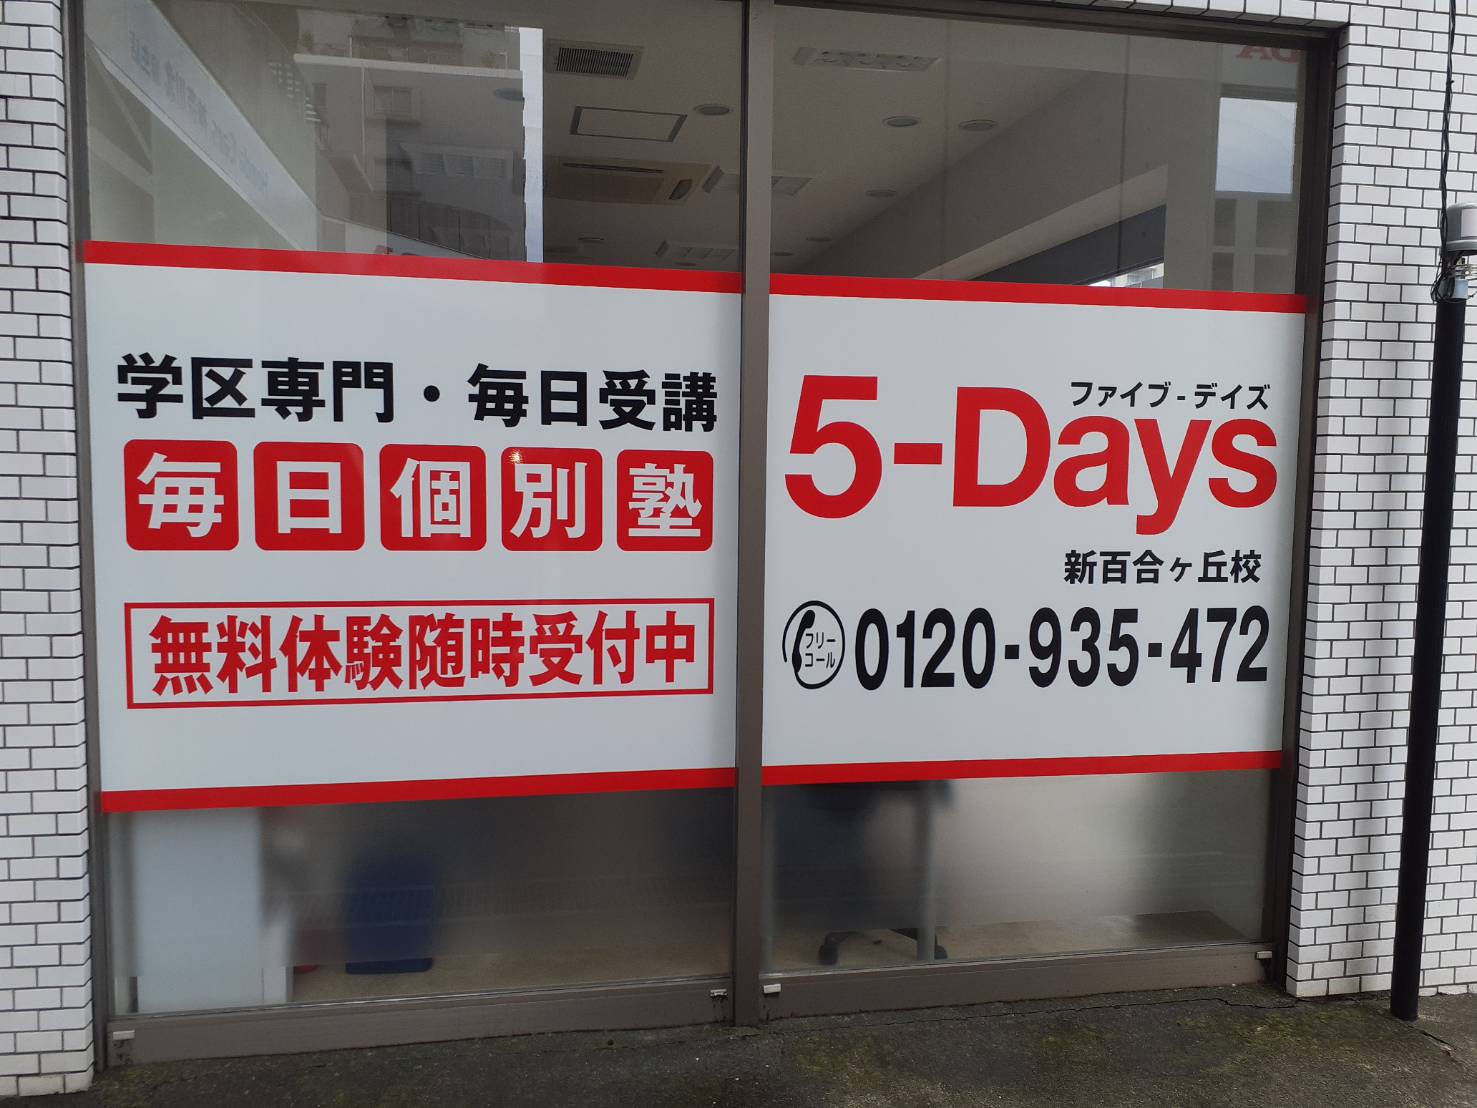 学区専門・毎日受講
毎日個別塾
無料体験随時受付中
ファイブ-デイズ
5-Days
新百合ヶ丘校
フリーコール
0120-935-472